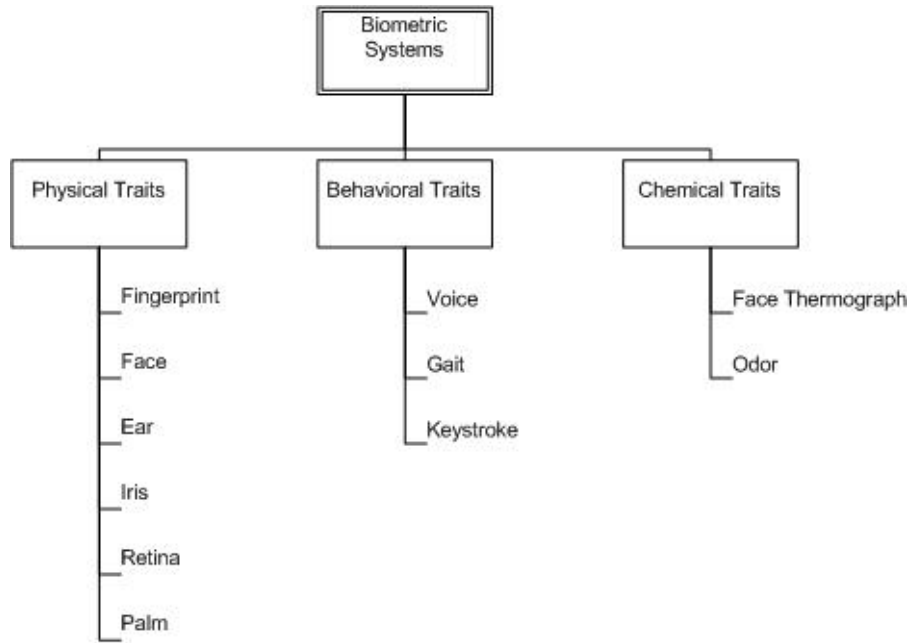 Biometric
Systems
Physical Traits
Behavioral Traits
Chemical Traits
Fingerprint
Face
Ear
Iris
Retina
Palm
Voice
Gait
Keystroke
Face Thermograph
Odor